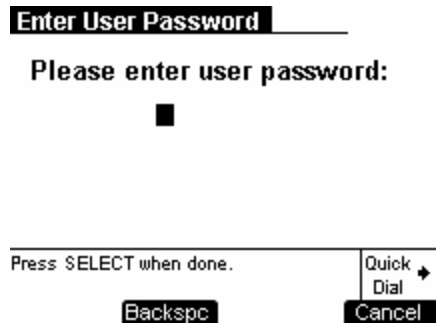 Enter User Password
Please enter user password:
Press SELECT when done.
Quick
Dial
Backspc
Cancel